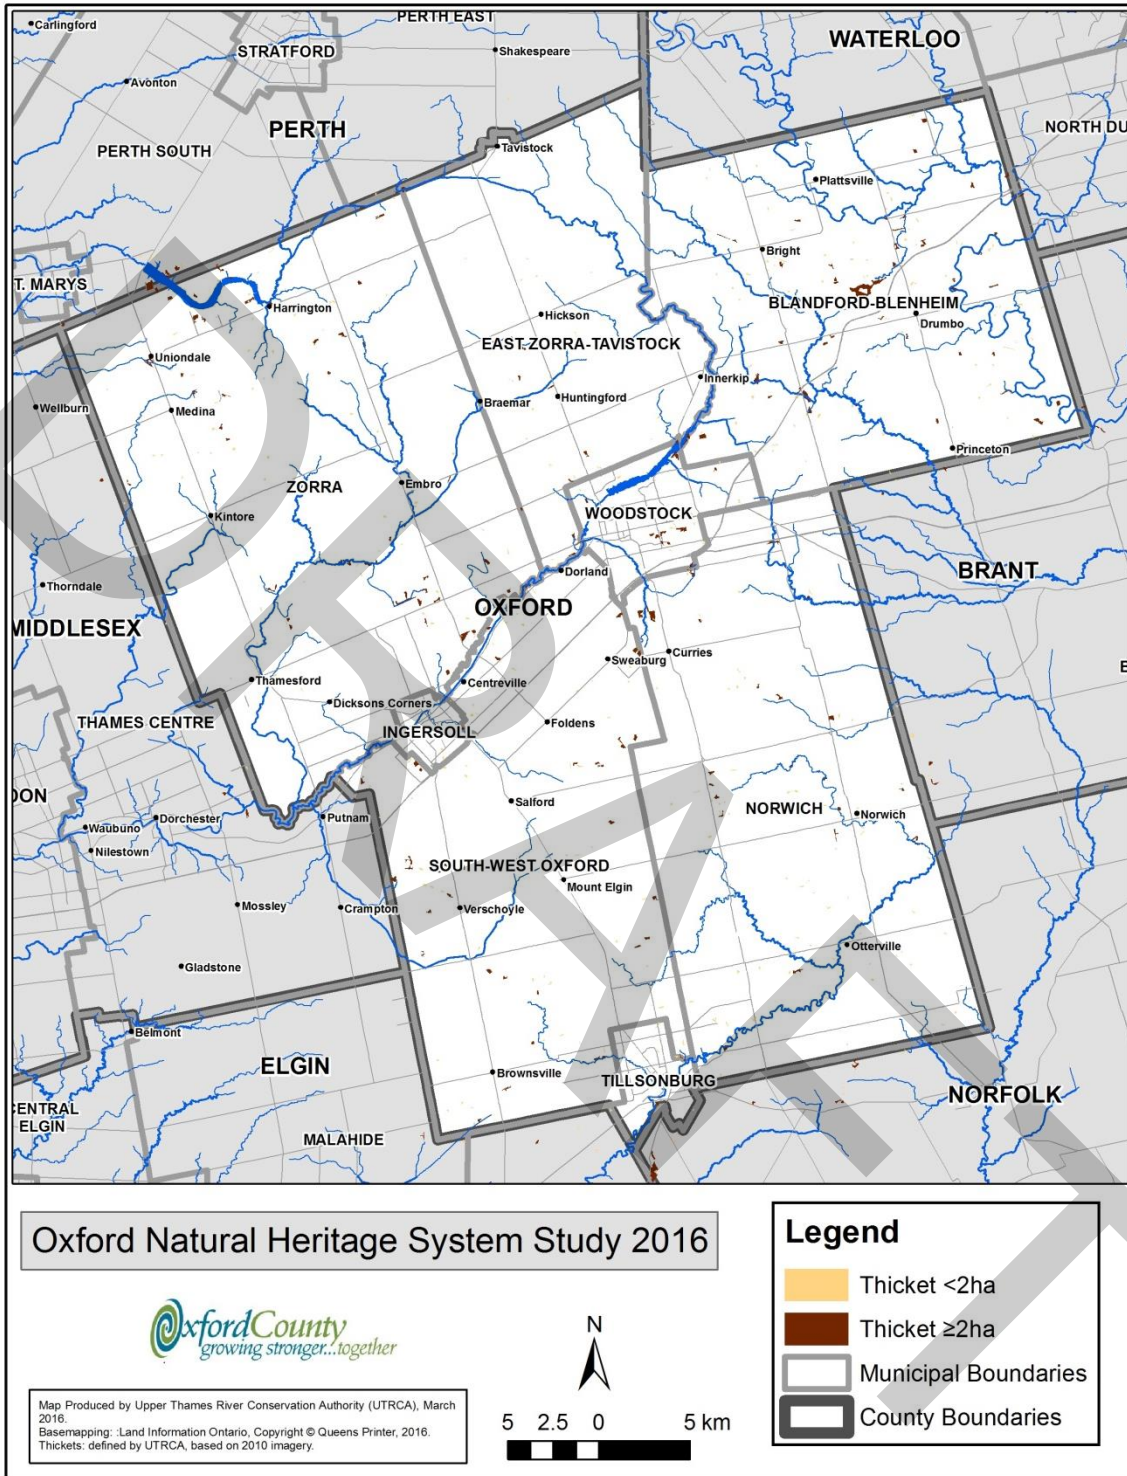 PERTH EAST
Carlingford
STRATFORD
Shakespeare
WATERLOO
Avonton
PERTH
NORTH DU
PERTH SOUTH
Tavistock
Plattsville
Bright
T. MARYS
BLANDFORD-BLENHEIM
Harrington
Hickson
Drumbo
EAST ZORRA-TAVISTOCK
Uniondale
Innerkip
Wellburn
Medina
Braemar
Huntingford
Princeton
ZORRA
Embro
Kintore
WOODSTOCK
Thorndale
Dorland
BRANT
OXFORD
MIDDLESEX
Sweaburg
Curries
E
Thamesford
Centreville
Dicksons Corners
THAMES CENTRE
Foldens
INGERSOLL
DON
Salford
NORWICH
Norwich
Putnam
Dorchester
Waubuno
Nilestown
SOUTH-WEST OXFORD
Mount Elgin
Mossley
Crampton
Verschoyle
Otterville
Gladstone
Belmont
ELGIN
Brownsville
TILLSONBURG
NORFOLK
CENTRAL
ELGIN
MALAHIDE
DRAFT
Oxford Natural Heritage System Study 2016
OxfordCounty
growing stronger...together
Map Produced by Upper Thames River Conservation Authority (UTRCA), March
2016.
Basemapping: :Land Information Ontario, Copyright © Queens Printer, 2016.
Thickets: defined by UTRCA, based on 2010 imagery.
N
5 2.5 0 5 km
Legend
Thicket <2ha
Thicket ≥2ha
Municipal Boundaries
County Boundaries